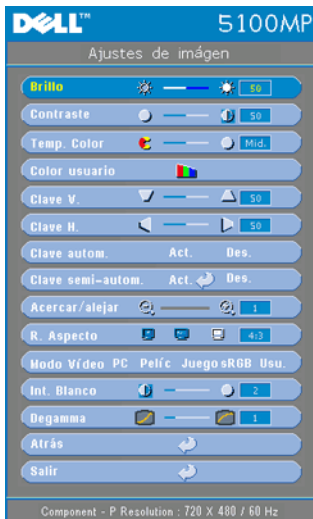 DELL™ 5100MP
Ajustes de imágen
Brillo 50
Contraste 50
Temp. Color Mid.
Color usuario
Clave V. 50
Clave H. 50
Clave autom. Act. Des.
Clave semi-autom. Act. Des.
Acercar/alejar 1
R. Aspecto 4:3
Modo Vídeo PC Pelíc Juego sRGB Usu.
Int. Blanco 2
Degamma 1
Atrás
Salir
Component - P Resolution : 720 X 480 / 60 Hz